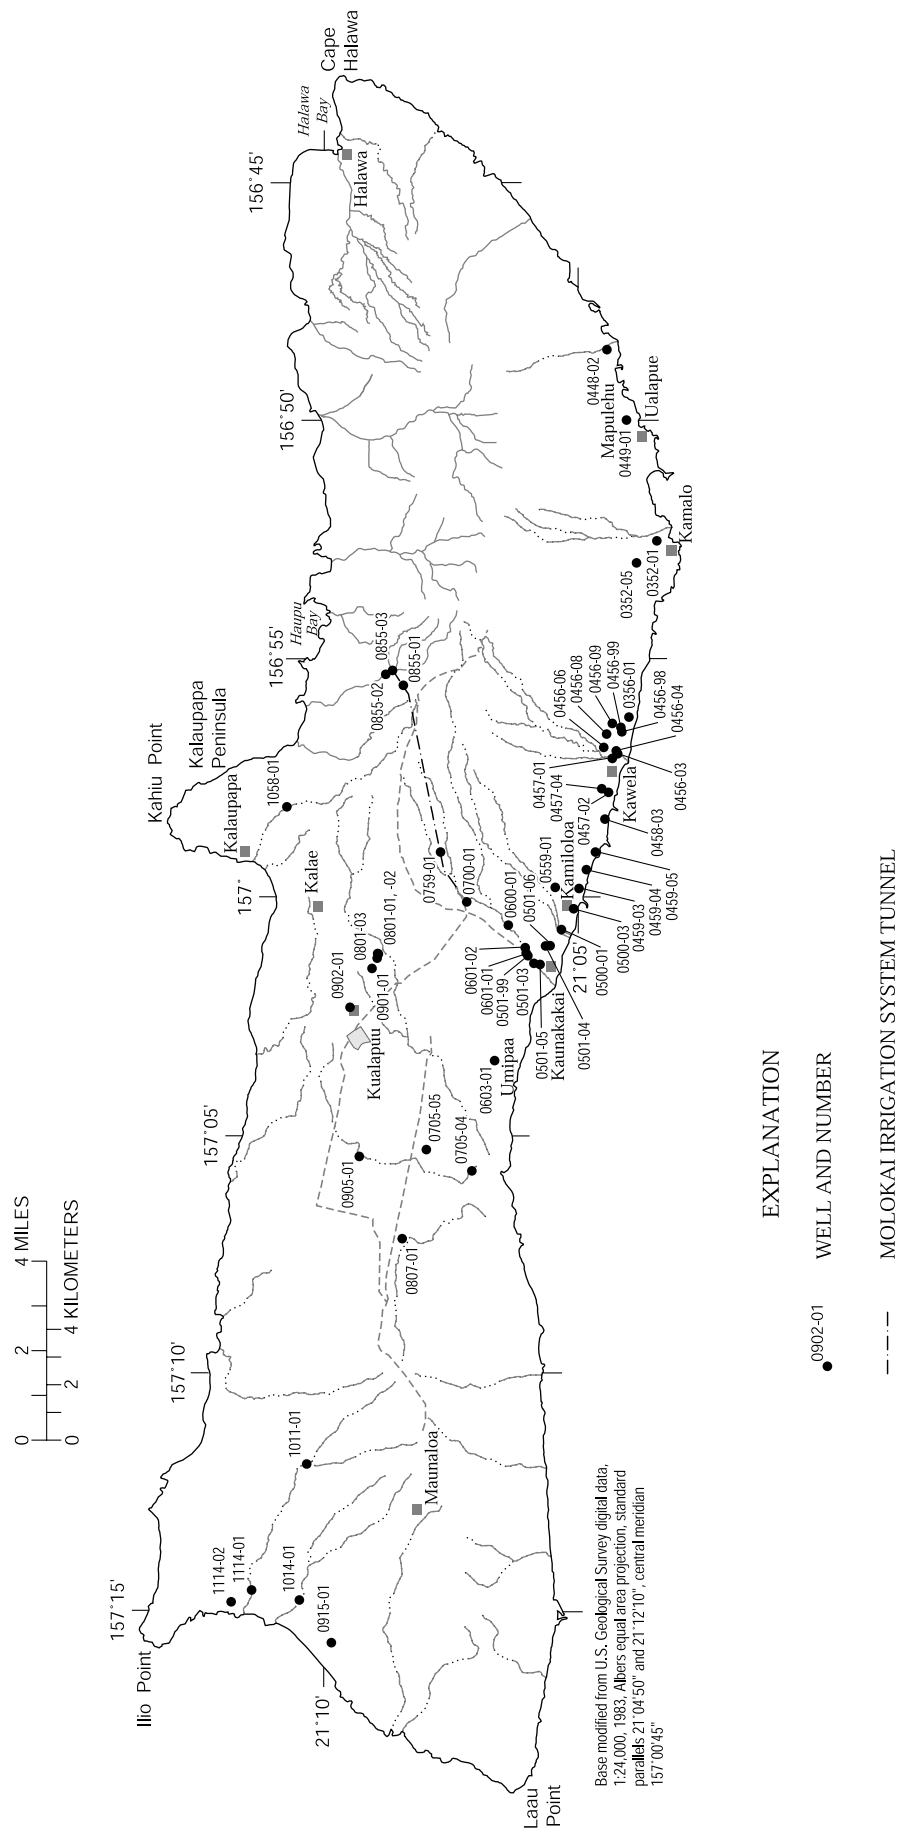 Cape
Halawa
Halawa
Bay
156˚45'
Halawa
156˚50'
0448-02
Mapulehu
0449-01
Ualapue
Kamalo
0352-01
0352-05
156˚55'
Haupu
Bay
0855-03
0855-02
0855-01
Kalaupapa
Peninsula
Kahiu Point
1058-01
Kalaupapa
157˚
Kalae
0759-01
0700-01
0456-06
0456-08
0456-09
0456-99
0356-01
0456-98
0456-04
0456-03
0457-01
0457-04
0457-02
Kawela
0458-03
Kamiloloa
0559-01
0459-05
0459-04
0459-03
0500-03
0500-01
21˚05'
0501-06
0600-01
0601-02
0601-01
0501-99
0501-03
Kaunakakai
0501-05
0501-04
0801-01, -02
0801-03
0901-01
0902-01
Kualapuu
Umipaa
0603-01
157˚05'
0705-05
0705-04
0905-01
0807-01
157˚10'
1011-01
Maunaloa
1114-02
1114-01
1014-01
0915-01
157˚15'
Ilio Point
21˚10'
Laau
Point
0 2 4 MILES
0 2 4 KILOMETERS
Base modified from U.S. Geological Survey digital data,
1:24,000, 1983, Albers equal area projection, standard
parallels 21˚04'50" and 21˚12'10", central meridian
157˚00'45"
EXPLANATION
0902-01
WELL AND NUMBER
MOLOKAI IRRIGATION SYSTEM TUNNEL